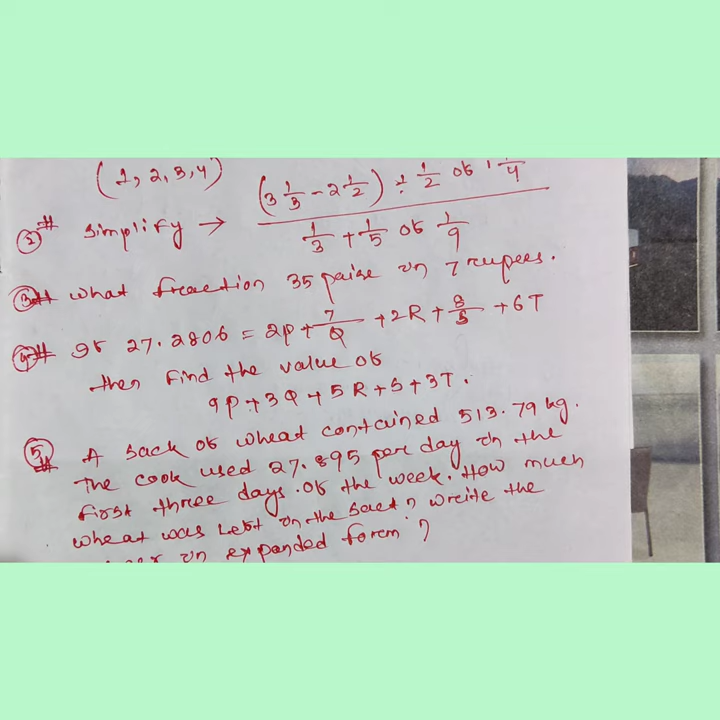 (1, 2, 3, 4)
① # Simplify → ((3 1/3 − 2 1/2) ÷ 1/2 of 1 1/4) / (1/3 + 1/5 of 1/9)
③ # What fraction 35 paise in 7 rupees.
④ # If 27.2806 = 2P + 7/Q + 2R + 8/S + 6T
then find the value of
9P + 3Q + 5R + S + 3T.
⑤ # A sack of wheat contained 513.79 kg.
The cook used 27.895 per day in the
first three days of the week. How much
wheat was left in the sack? Write the
in expanded form?